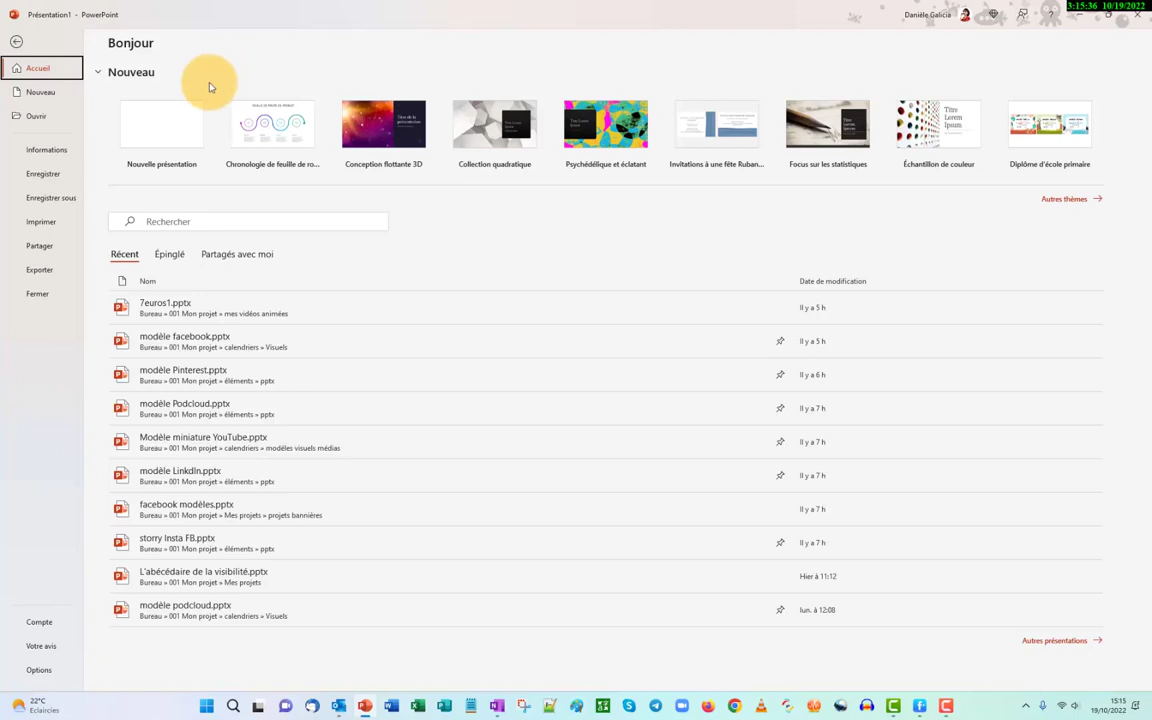 Présentation1 - PowerPoint
Danièle Galicia
3:15:36 10/19/2022
Bonjour
Accueil
Nouveau
Nouveau
Ouvrir
Titre de la présentation
Titre Lorem Ipsum
Nouvelle présentation
Chronologie de feuille de ro...
Conception flottante 3D
Collection quadratique
Psychédélique et éclatant
Invitations à une fête Ruban...
Focus sur les statistiques
Échantillon de couleur
Diplôme d'école primaire
Informations
Enregistrer
Enregistrer sous
Imprimer
Partager
Exporter
Fermer
Autres thèmes
Rechercher
Récent Épinglé Partagés avec moi
Nom Date de modification
7euros1.pptx
Bureau » 001 Mon projet » mes vidéos animées
Il y a 5 h
modèle facebook.pptx
Bureau » 001 Mon projet » calendriers » Visuels
Il y a 5 h
modèle Pinterest.pptx
Bureau » 001 Mon projet » éléments » pptx
Il y a 6 h
modèle Podcloud.pptx
Bureau » 001 Mon projet » éléments » pptx
Il y a 7 h
Modèle miniature YouTube.pptx
Bureau » 001 Mon projet » calendriers » modéles visuels médias
Il y a 7 h
modèle LinkdIn.pptx
Bureau » 001 Mon projet » éléments » pptx
Il y a 7 h
facebook modèles.pptx
Bureau » 001 Mon projet » Mes projets » projets bannières
Il y a 7 h
storry Insta FB.pptx
Bureau » 001 Mon projet » éléments » pptx
Il y a 7 h
L'abécédaire de la visibilité.pptx
Bureau » 001 Mon projet » Mes projets
Hier à 11:12
modèle podcloud.pptx
Bureau » 001 Mon projet » calendriers » Visuels
lun. à 12:08
Autres présentations
Compte
Votre avis
Options
22°C
Eclaircies
15:15
19/10/2022